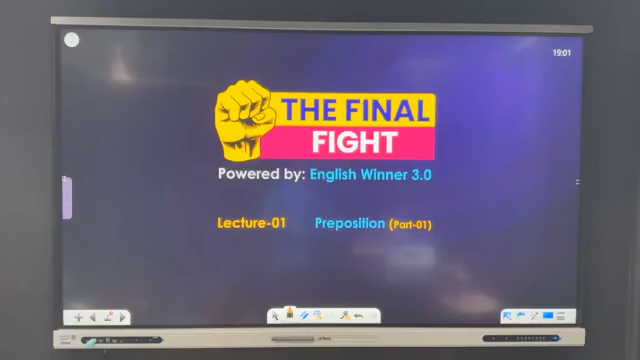 19:01
THE FINAL
FIGHT
Powered by: English Winner 3.0
Lecture-01 Preposition (Part-01)